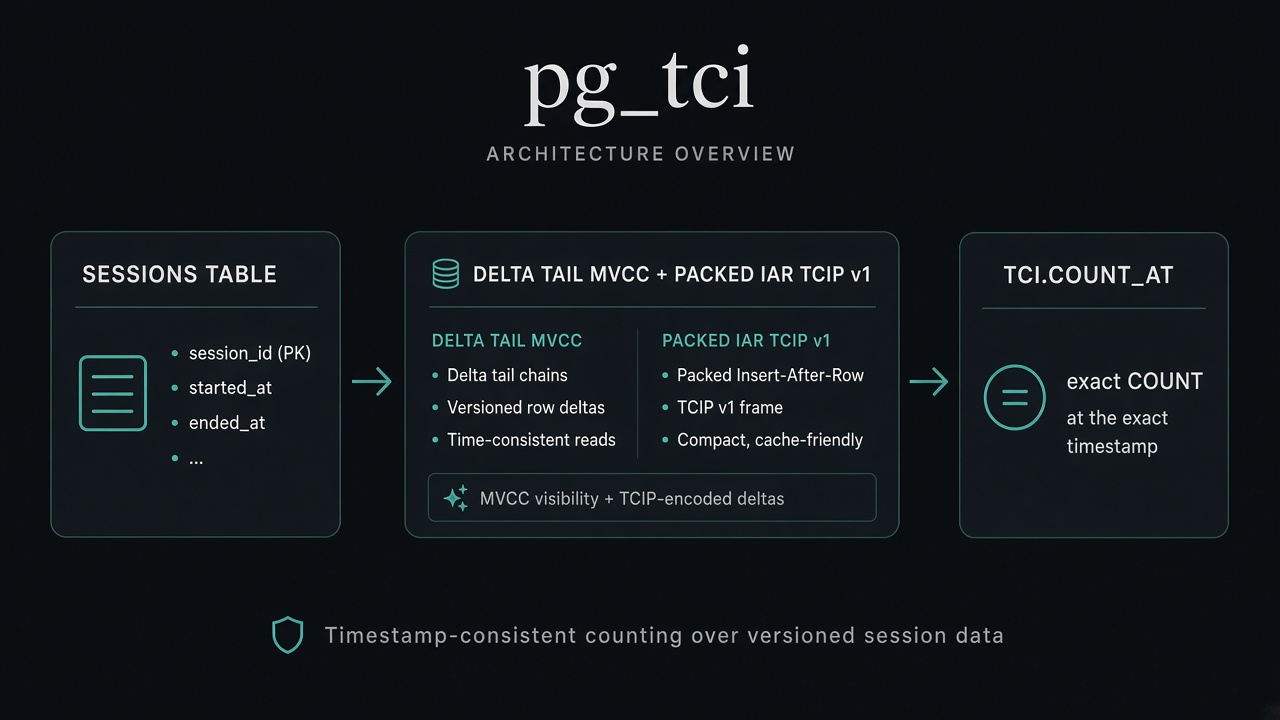 pg_tci
ARCHITECTURE OVERVIEW
SESSIONS TABLE
session_id (PK)
started_at
ended_at
...
DELTA TAIL MVCC + PACKED IAR TCIP v1
DELTA TAIL MVCC
Delta tail chains
Versioned row deltas
Time-consistent reads
PACKED IAR TCIP v1
Packed Insert-After-Row
TCIP v1 frame
Compact, cache-friendly
MVCC visibility + TCIP-encoded deltas
TCI.COUNT_AT
exact COUNT
at the exact
timestamp
Timestamp-consistent counting over versioned session data